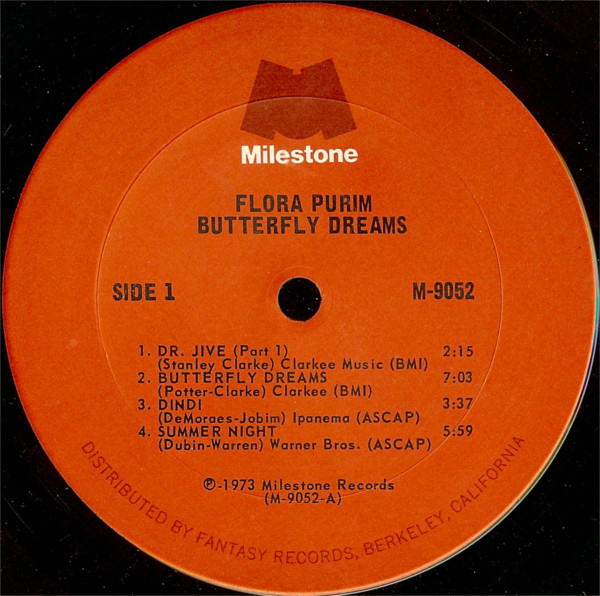 Milestone
FLORA PURIM
BUTTERFLY DREAMS
SIDE 1
M-9052
1. DR. JIVE (Part 1) 2:15
(Stanley Clarke) Clarkee Music (BMI)
2. BUTTERFLY DREAMS 7:03
(Potter-Clarke) Clarkee (BMI)
3. DINDI 3:37
(DeMoraes-Jobim) Ipanema (ASCAP)
4. SUMMER NIGHT 5:59
(Dubin-Warren) Warner Bros. (ASCAP)
℗-1973 Milestone Records
(M-9052-A)
DISTRIBUTED BY FANTASY RECORDS, BERKELEY, CALIFORNIA